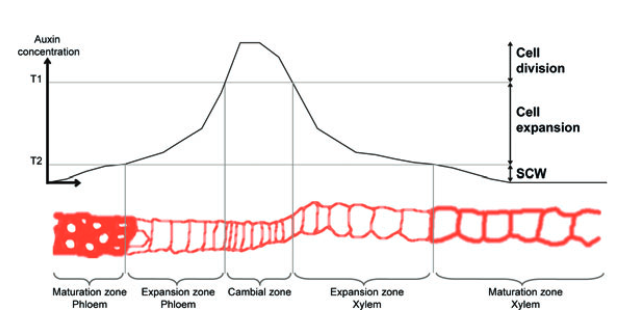 Auxin
concentration
T1
T2
Cell
division
Cell
expansion
SCW
Maturation zone
Phloem
Expansion zone
Phloem
Cambial zone
Expansion zone
Xylem
Maturation zone
Xylem